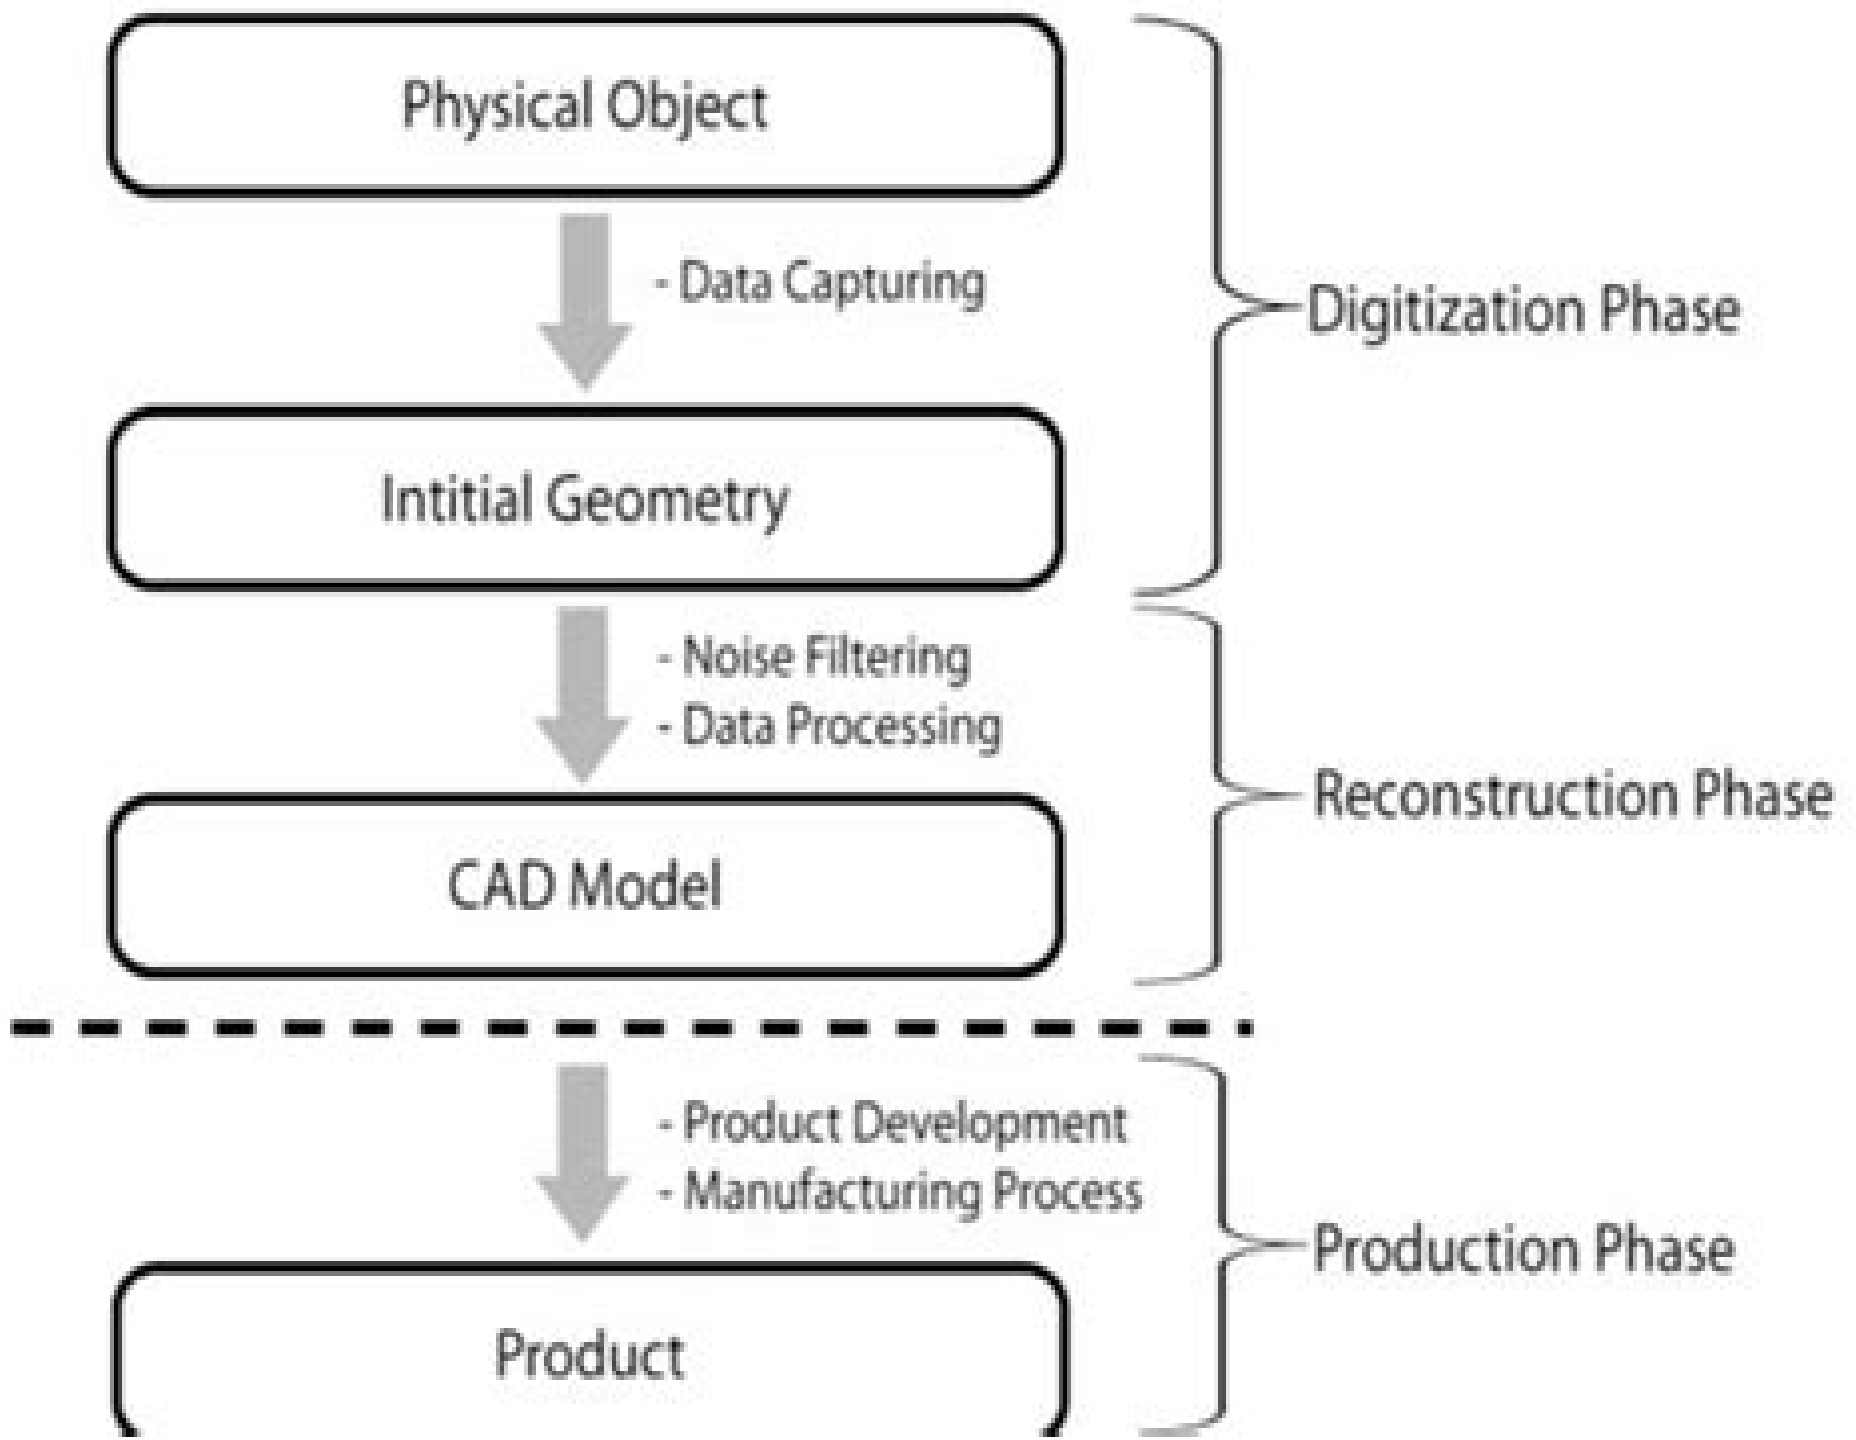 Physical Object
- Data Capturing
Digitization Phase
Intitial Geometry
- Noise Filtering
- Data Processing
Reconstruction Phase
CAD Model
- Product Development
- Manufacturing Process
Production Phase
Product